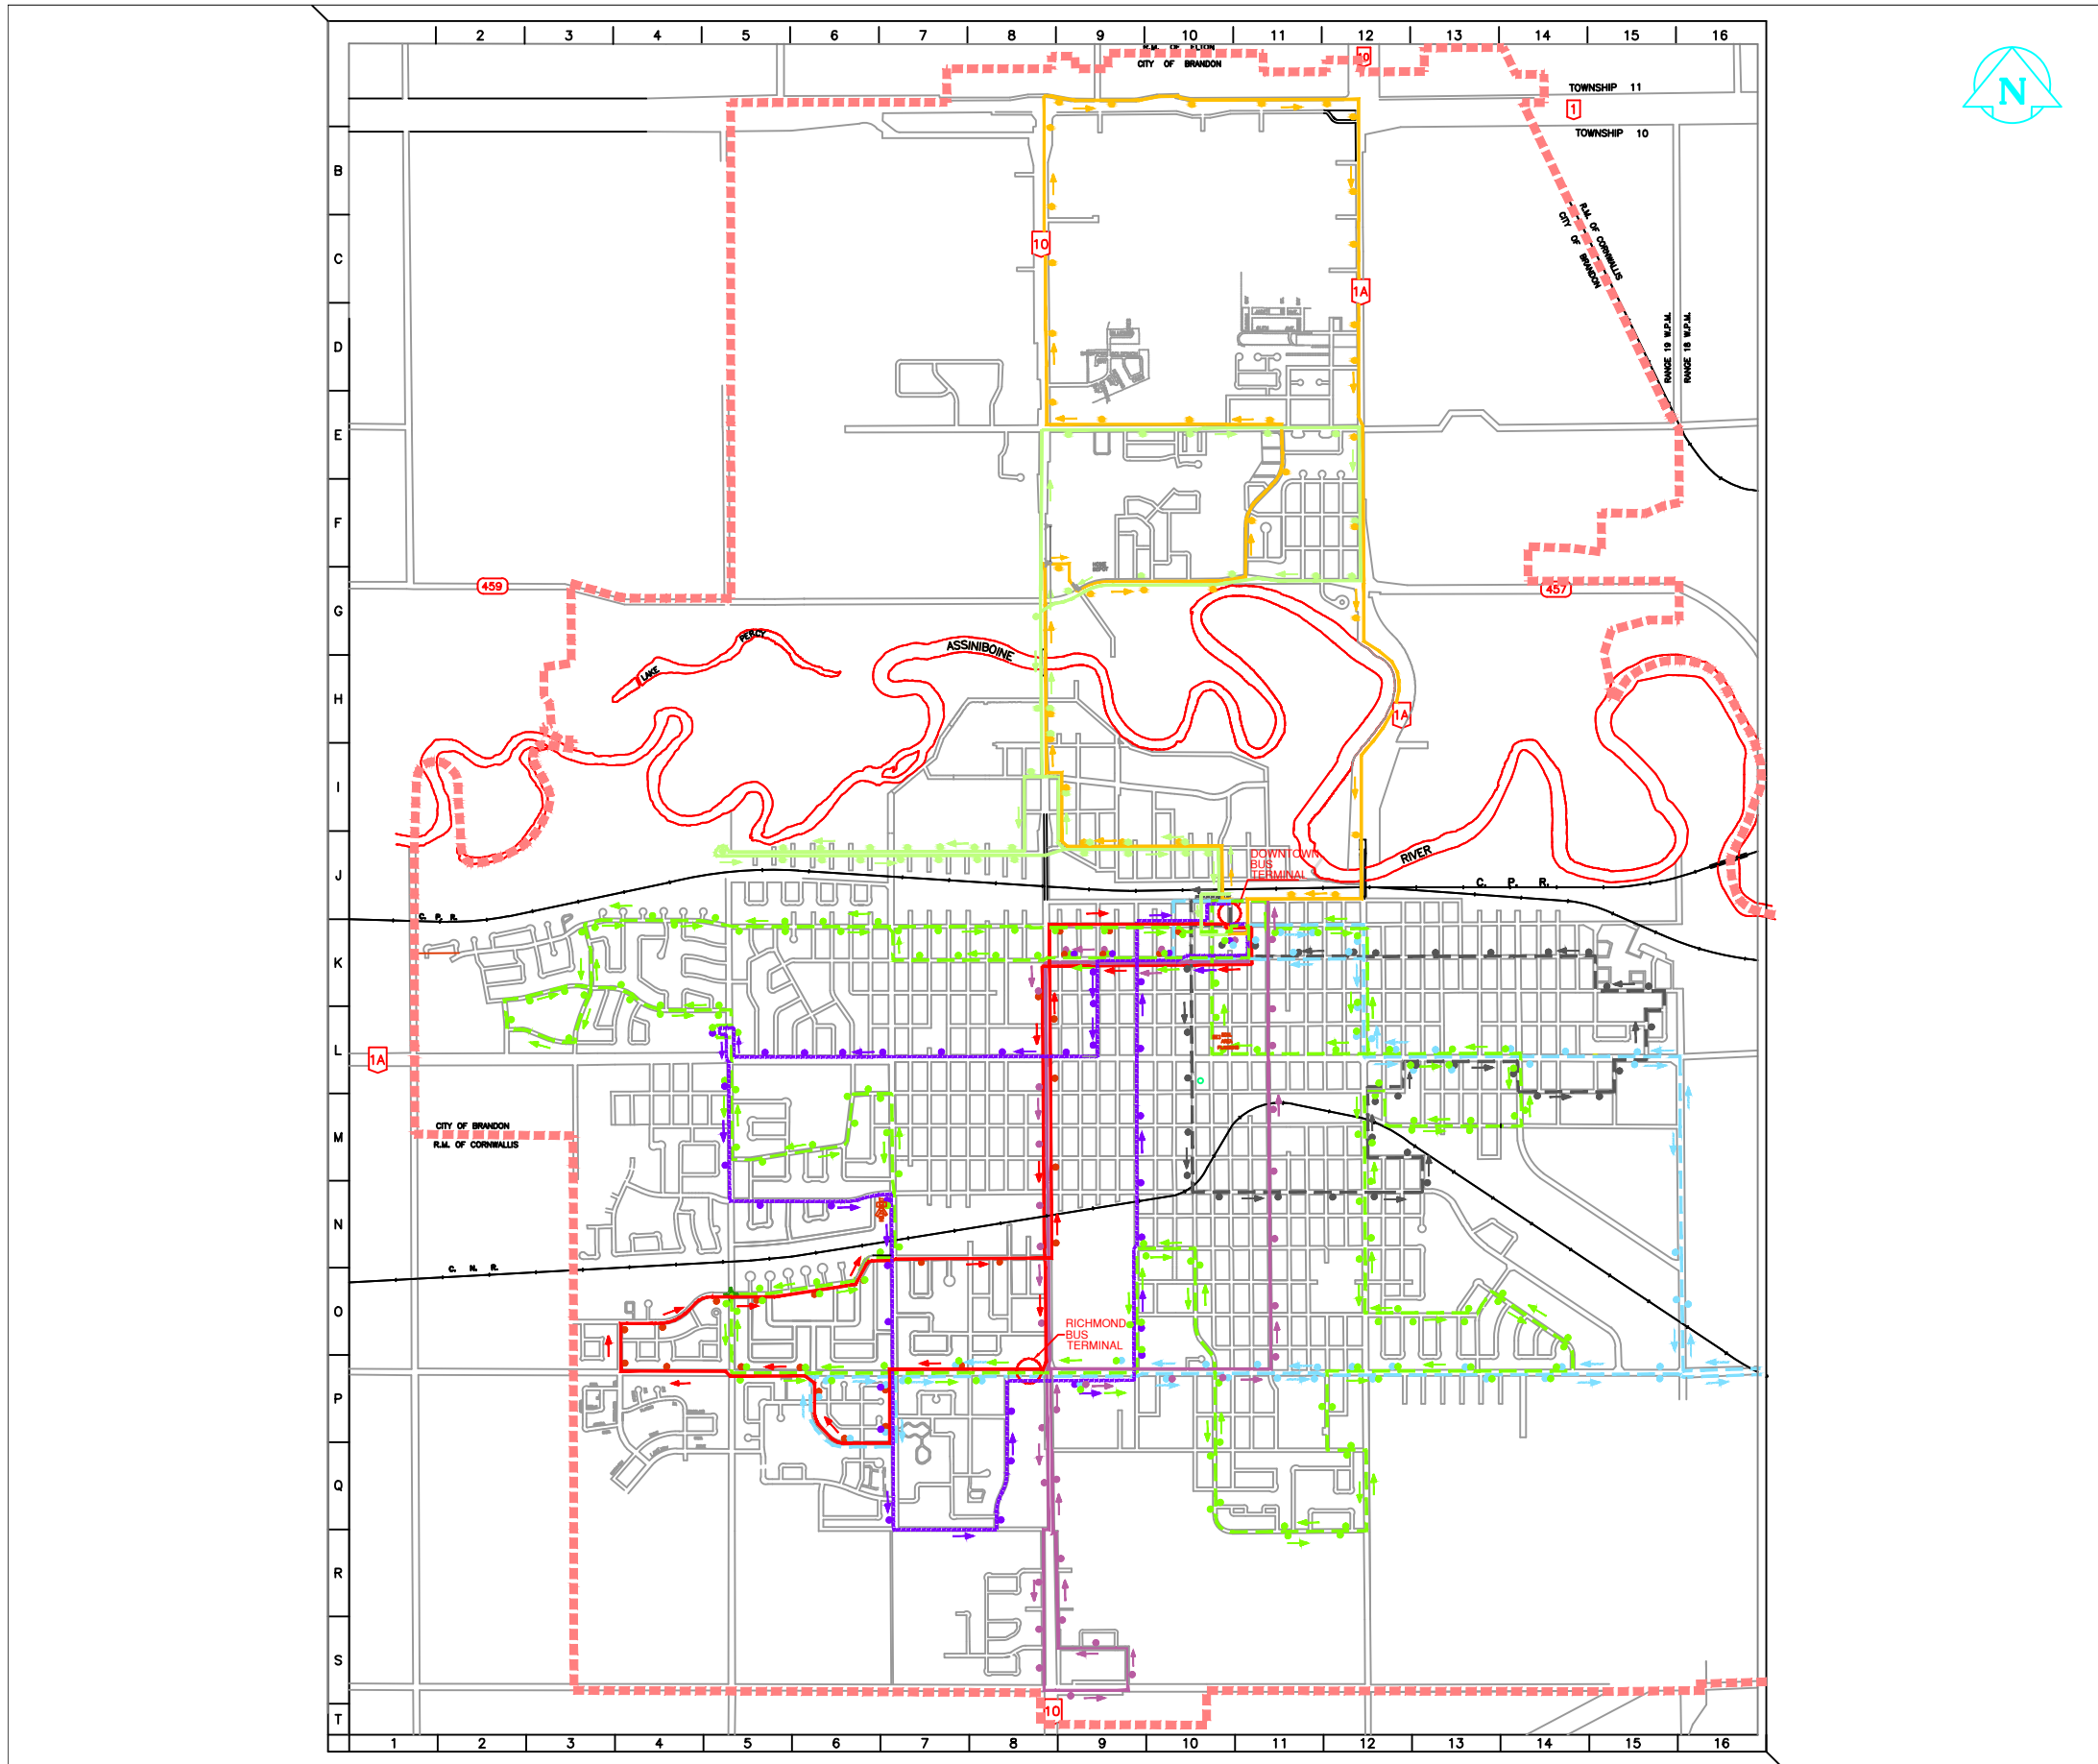 2 3 4 5 6 7 8 9 10 11 12 13 14 15 16
R.M. OF ELTON
CITY OF BRANDON
10
N
TOWNSHIP 11
1
TOWNSHIP 10
B
R.M. OF CORNWALLIS
CITY OF BRANDON
10
C
1A
D
RANGE 19 W.P.M.
RANGE 18 W.P.M.
E
F
459
457
G
PERCY
LAKE
ASSINIBOINE
H
1A
I
RIVER
DOWNTOWN
BUS
TERMINAL
J
C. P. R.
C. P. R.
K
L
1A
CITY OF BRANDON
R.M. OF CORNWALLIS
M
N
C. N. R.
O
RICHMOND
BUS
TERMINAL
P
Q
R
S
10
T
1 2 3 4 5 6 7 8 9 10 11 12 13 14 15 16